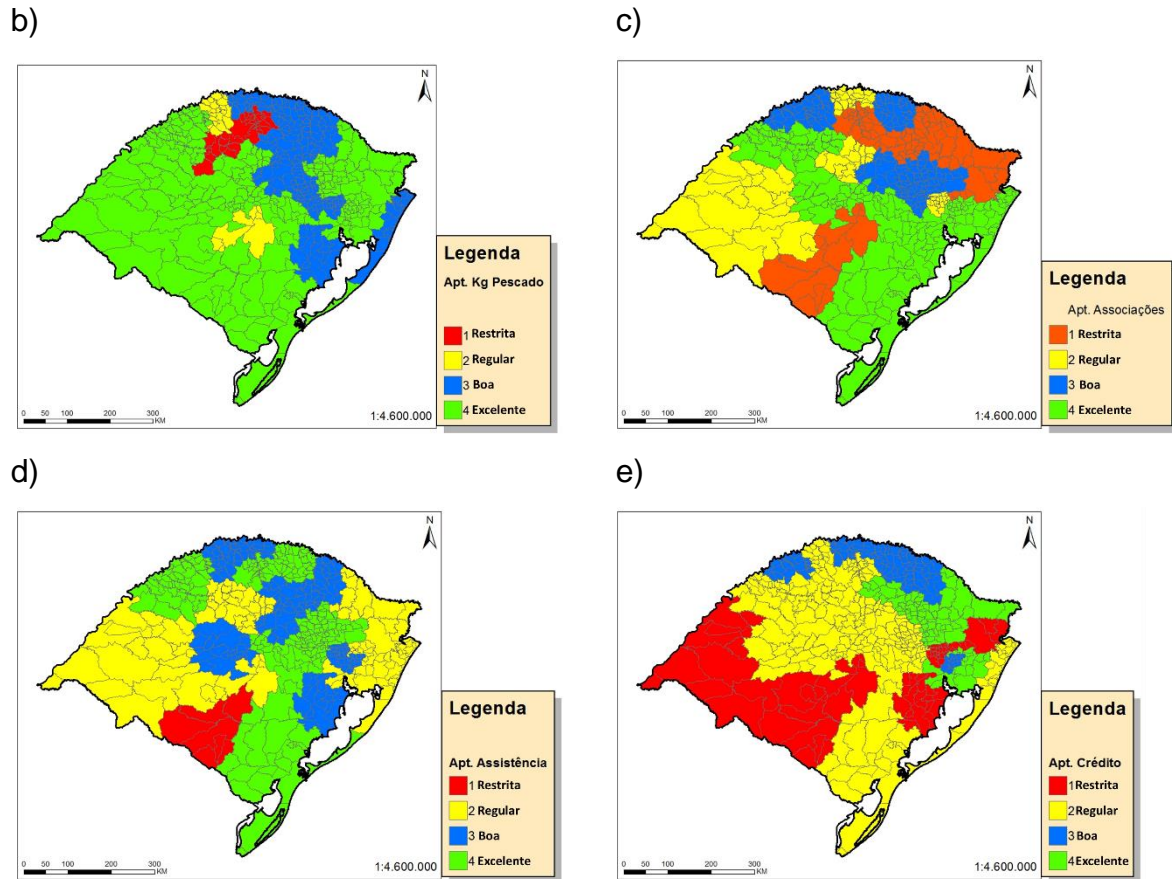 b)
N
Legenda
Apt. Kg Pescado
1 Restrita
2 Regular
3 Boa
4 Excelente
0 50 100 200 300
KM
1:4.600.000
c)
N
Legenda
Apt. Associações
1 Restrita
2 Regular
3 Boa
4 Excelente
0 50 100 200 300
KM
1:4.600.000
d)
N
Legenda
Apt. Assistência
1 Restrita
2 Regular
3 Boa
4 Excelente
0 50 100 200 300
KM
1:4.600.000
e)
N
Legenda
Apt. Crédito
1 Restrita
2 Regular
3 Boa
4 Excelente
0 50 100 200 300
KM
1:4.600.000